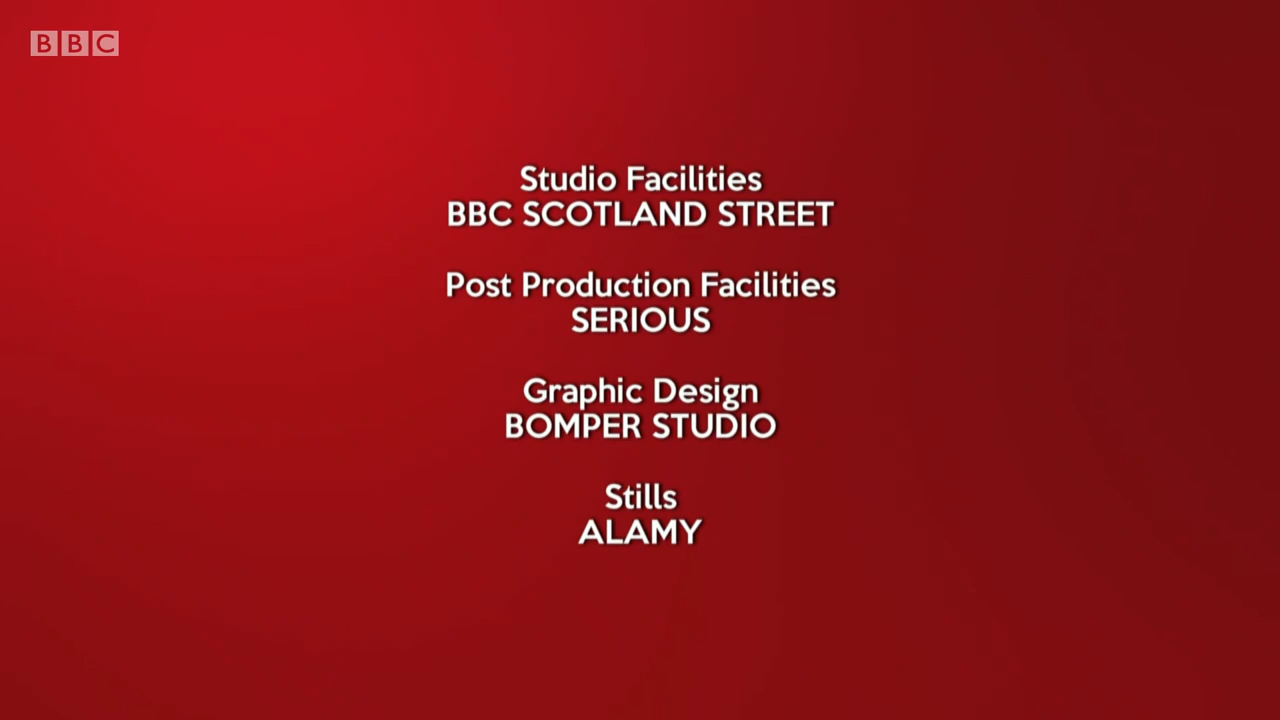 BBC
Studio Facilities
BBC SCOTLAND STREET
Post Production Facilities
SERIOUS
Graphic Design
BOMPER STUDIO
Stills
ALAMY